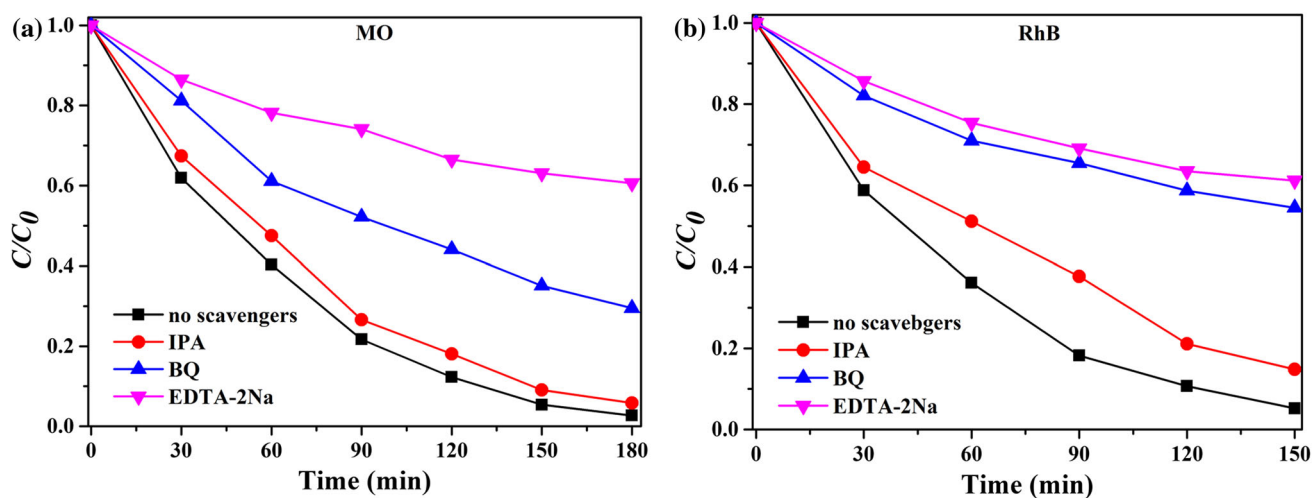 (a)
MO
C/C0
1.0
0.8
0.6
0.4
0.2
0.0
no scavengers
IPA
BQ
EDTA-2Na
0 30 60 90 120 150 180
Time (min)
(b)
RhB
C/C0
1.0
0.8
0.6
0.4
0.2
0.0
no scavebgers
IPA
BQ
EDTA-2Na
0 30 60 90 120 150
Time (min)